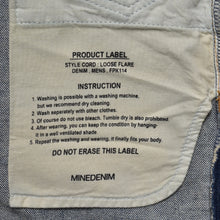 PRODUCT LABEL
STYLE CORD : LOOSE FLARE
DENIM , MENS , FPK114
INSTRUCTION
1. Washing is possible with a washing machine,
but we recommend dry cleaning.
2. Wash separately with other clothes.
3. Of course do not use bleach. Tumble dry is also prohibited.
4. After wearing, you can keep the condition by hanging-
it in a well ventilated shade
5. Repeat the washing and wearing, it finally fits your body.
DO NOT ERASE THIS LABEL
MINEDENIM